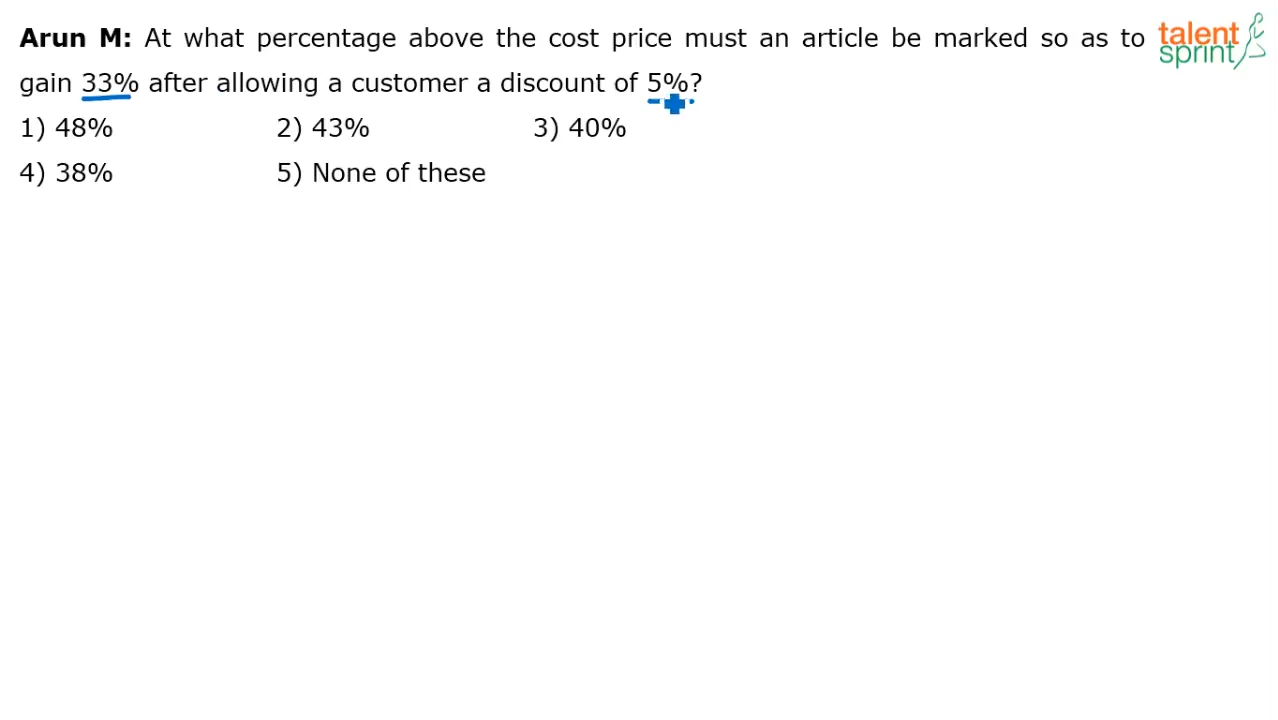 Arun M: At what percentage above the cost price must an article be marked so as to
gain 33% after allowing a customer a discount of 5%?
1) 48% 2) 43% 3) 40%
4) 38% 5) None of these
talent
sprint